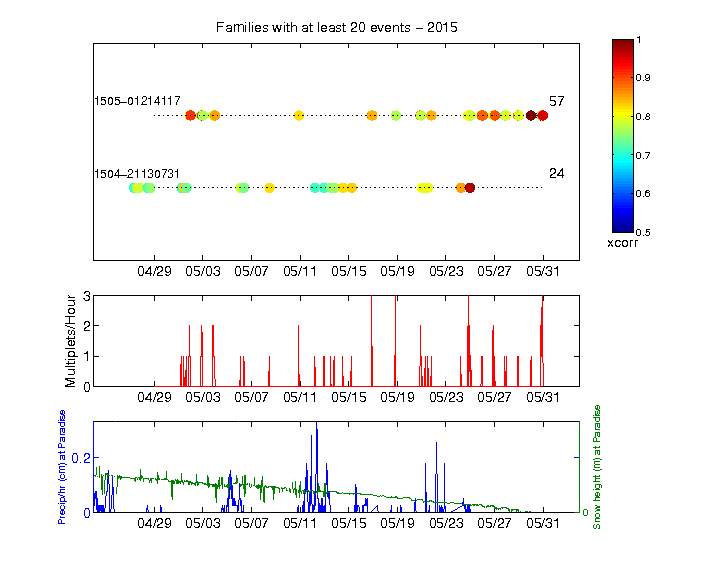 Families with at least 20 events – 2015
1505–01214117
57
1504–21130731
24
04/29 05/03 05/07 05/11 05/15 05/19 05/23 05/27 05/31
1
0.9
0.8
0.7
0.6
0.5
xcorr
Multiplets/Hour
3
2
1
0
04/29 05/03 05/07 05/11 05/15 05/19 05/23 05/27 05/31
Precip/hr (cm) at Paradise
0.2
0
0
Snow height (m) at Paradise
04/29 05/03 05/07 05/11 05/15 05/19 05/23 05/27 05/31